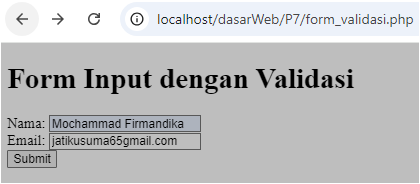 localhost/dasarWeb/P7/form_validasi.php
Form Input dengan Validasi
Nama: Mochammad Firmandika
Email: jatikusuma65gmail.com
Submit